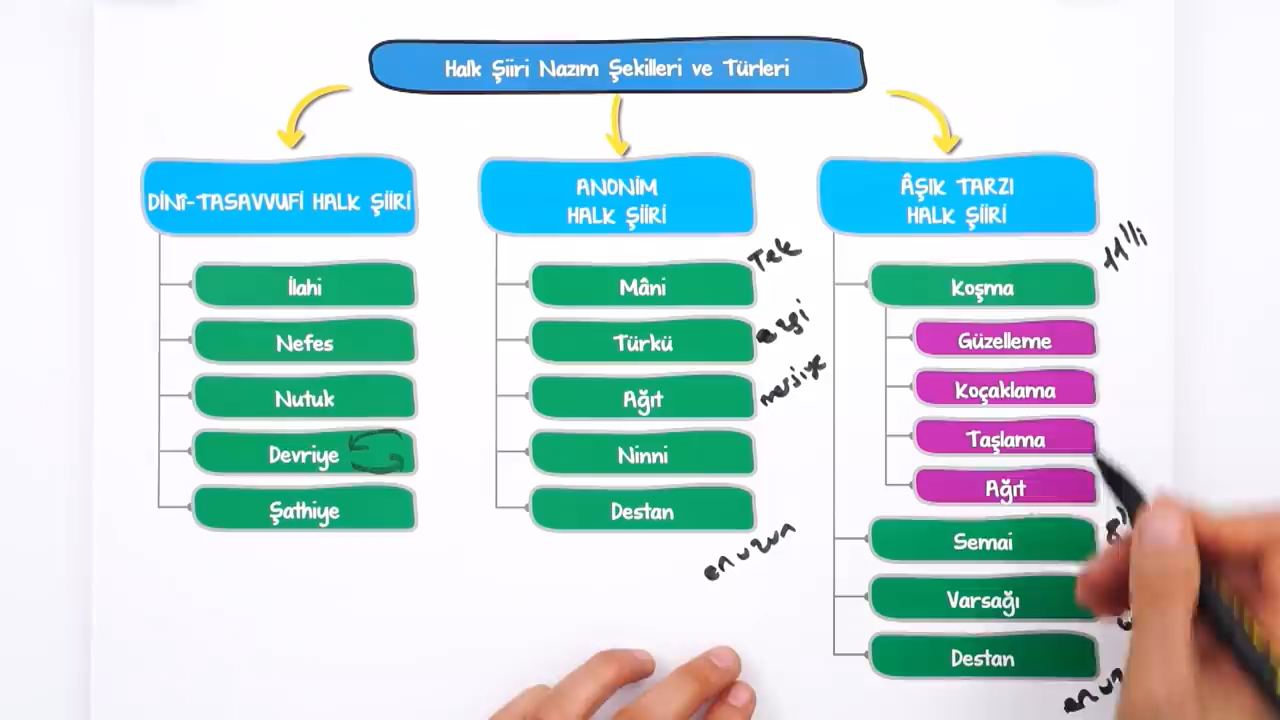 Halk Şiiri Nazım Şekilleri ve Türleri
DİNÎ-TASAVVUFİ HALK ŞİİRİ
İlahi
Nefes
Nutuk
Devriye
Şathiye
ANONİM
HALK ŞİİRİ
Mâni
Tek
Türkü
ezgi
Ağıt
mersiye
Ninni
Destan
en uzun
ÂŞIK TARZI
HALK ŞİİRİ
Koşma
11'li
Güzelleme
Koçaklama
Taşlama
Ağıt
Semai
Varsağı
Destan